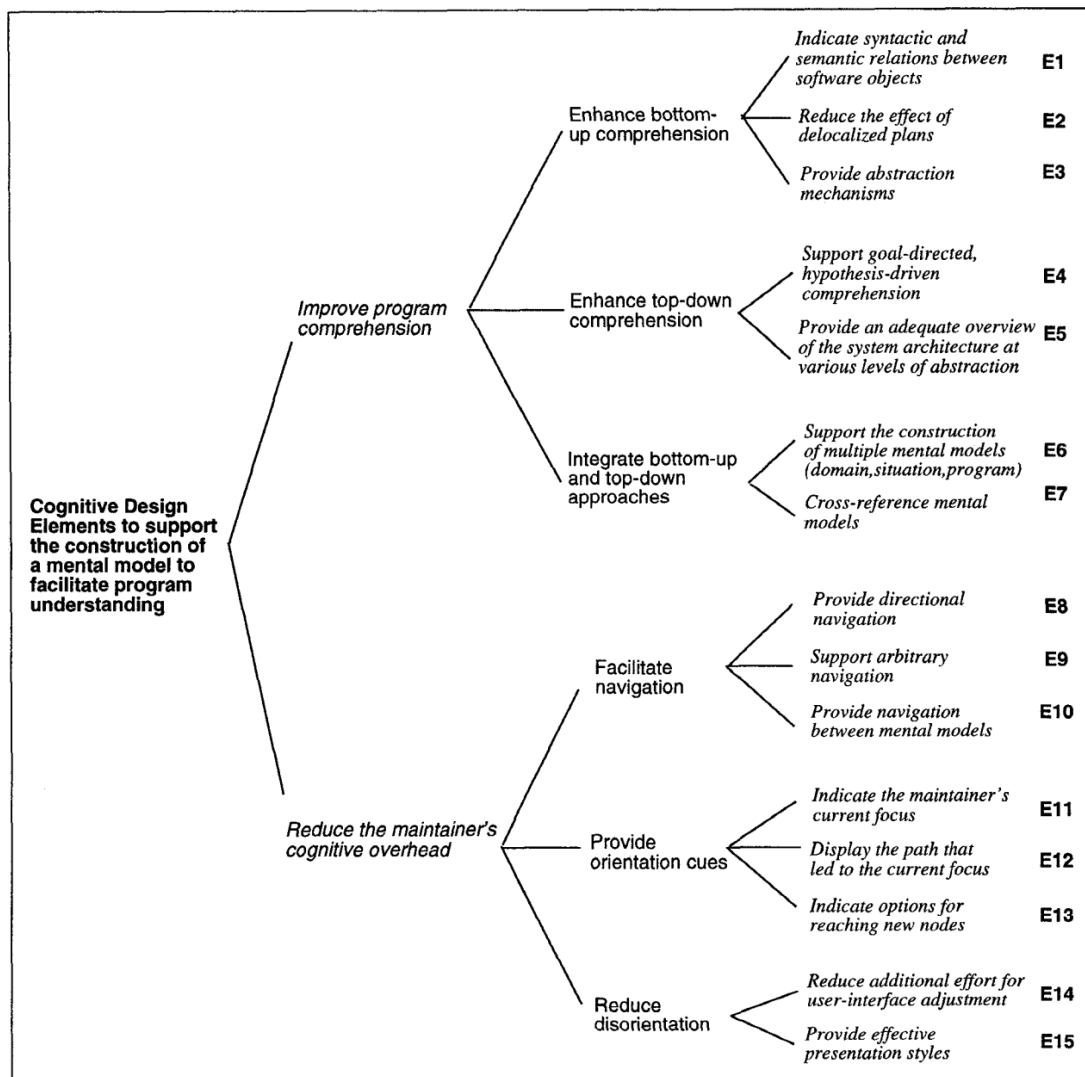 Indicate syntactic and
semantic relations between
software objects
E1
Enhance bottom-
up comprehension
Reduce the effect of
delocalized plans
E2
Provide abstraction
mechanisms
E3
Support goal-directed,
hypothesis-driven
comprehension
E4
Improve program
comprehension
Enhance top-down
comprehension
Provide an adequate overview
of the system architecture at
various levels of abstraction
E5
Support the construction
of multiple mental models
(domain,situation,program)
E6
Integrate bottom-up
and top-down
approaches
Cross-reference mental
models
E7
Cognitive Design
Elements to support
the construction of
a mental model to
facilitate program
understanding
Provide directional
navigation
E8
Facilitate
navigation
Support arbitrary
navigation
E9
Provide navigation
between mental models
E10
Reduce the maintainer's
cognitive overhead
Indicate the maintainer's
current focus
E11
Provide
orientation cues
Display the path that
led to the current focus
E12
Indicate options for
reaching new nodes
E13
Reduce
disorientation
Reduce additional effort for
user-interface adjustment
E14
Provide effective
presentation styles
E15